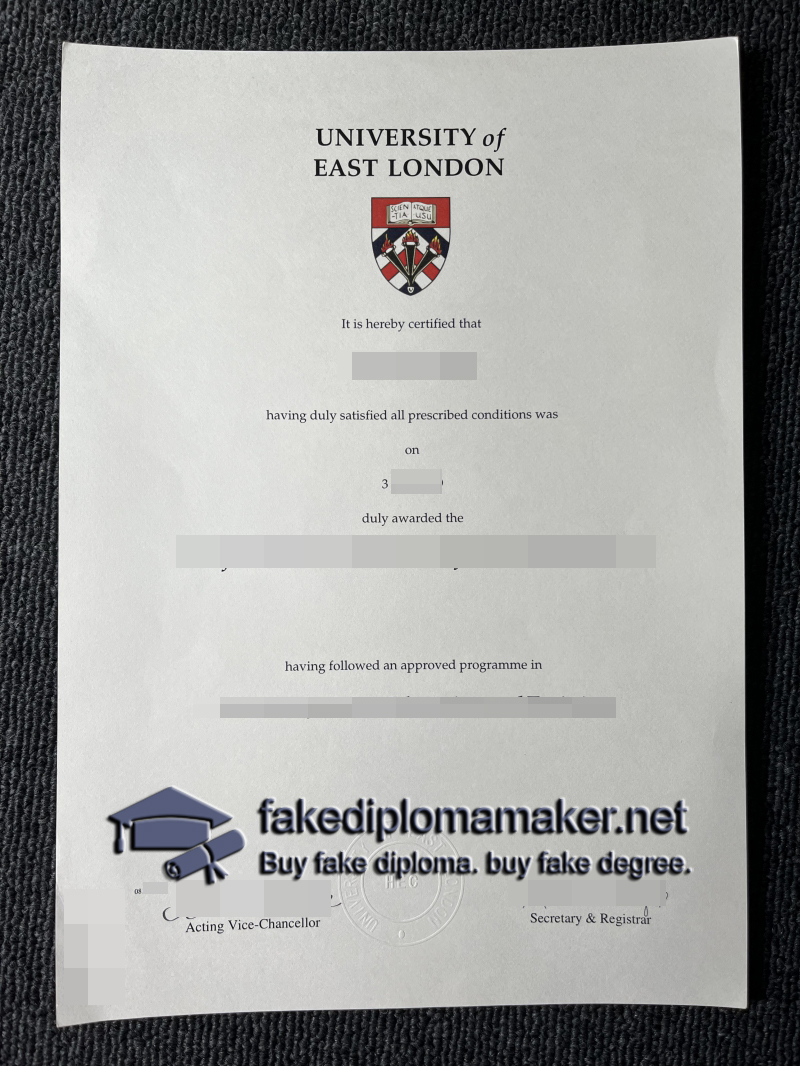 UNIVERSITY of
EAST LONDON
SCIEN ATQUE
-TIA USU
It is hereby certified that
having duly satisfied all prescribed conditions was
on
3
duly awarded the
having followed an approved programme in
fakediplomamaker.net
Buy fake diploma. buy fake degree.
08
Acting Vice-Chancellor
Secretary & Registrar